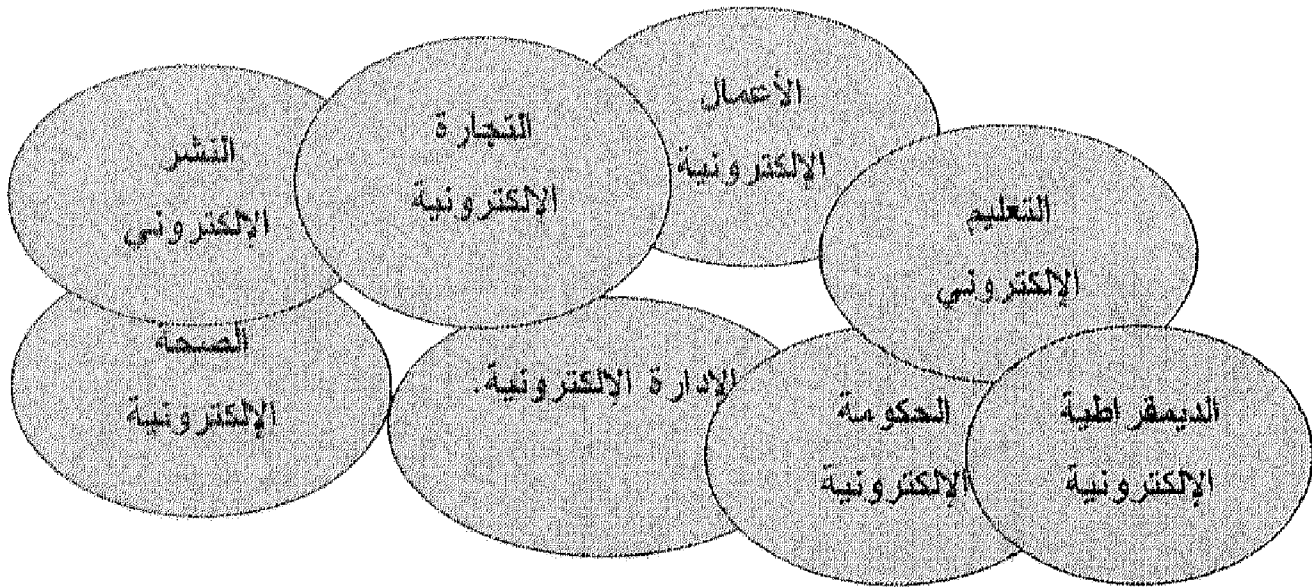 الأعمال
الإلكترونية
التجارة
الإلكترونية
النشر
الإلكتروني
التعليم
الإلكتروني
الصحة
الإلكترونية
الإدارة الإلكترونية.
الحكومة
الإلكترونية
الديمقراطية
الإلكترونية